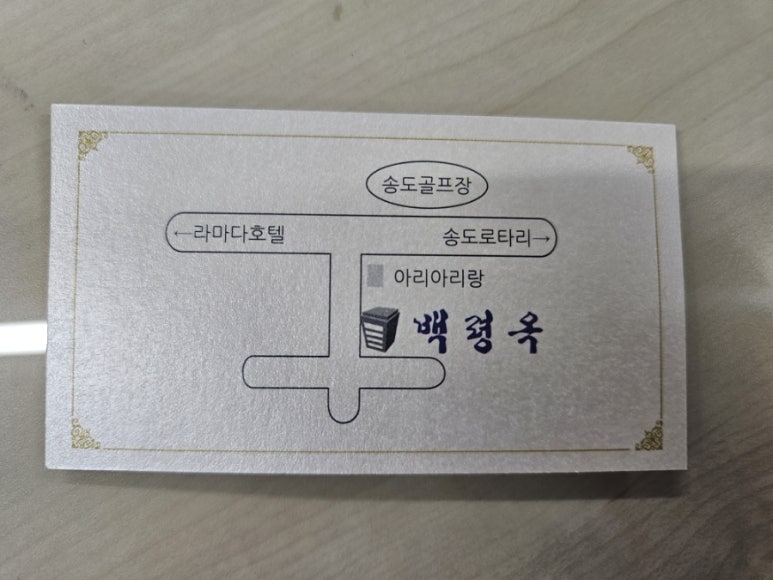 송도골프장
←라마다호텔 송도로타리→
아리아리랑
백령옥